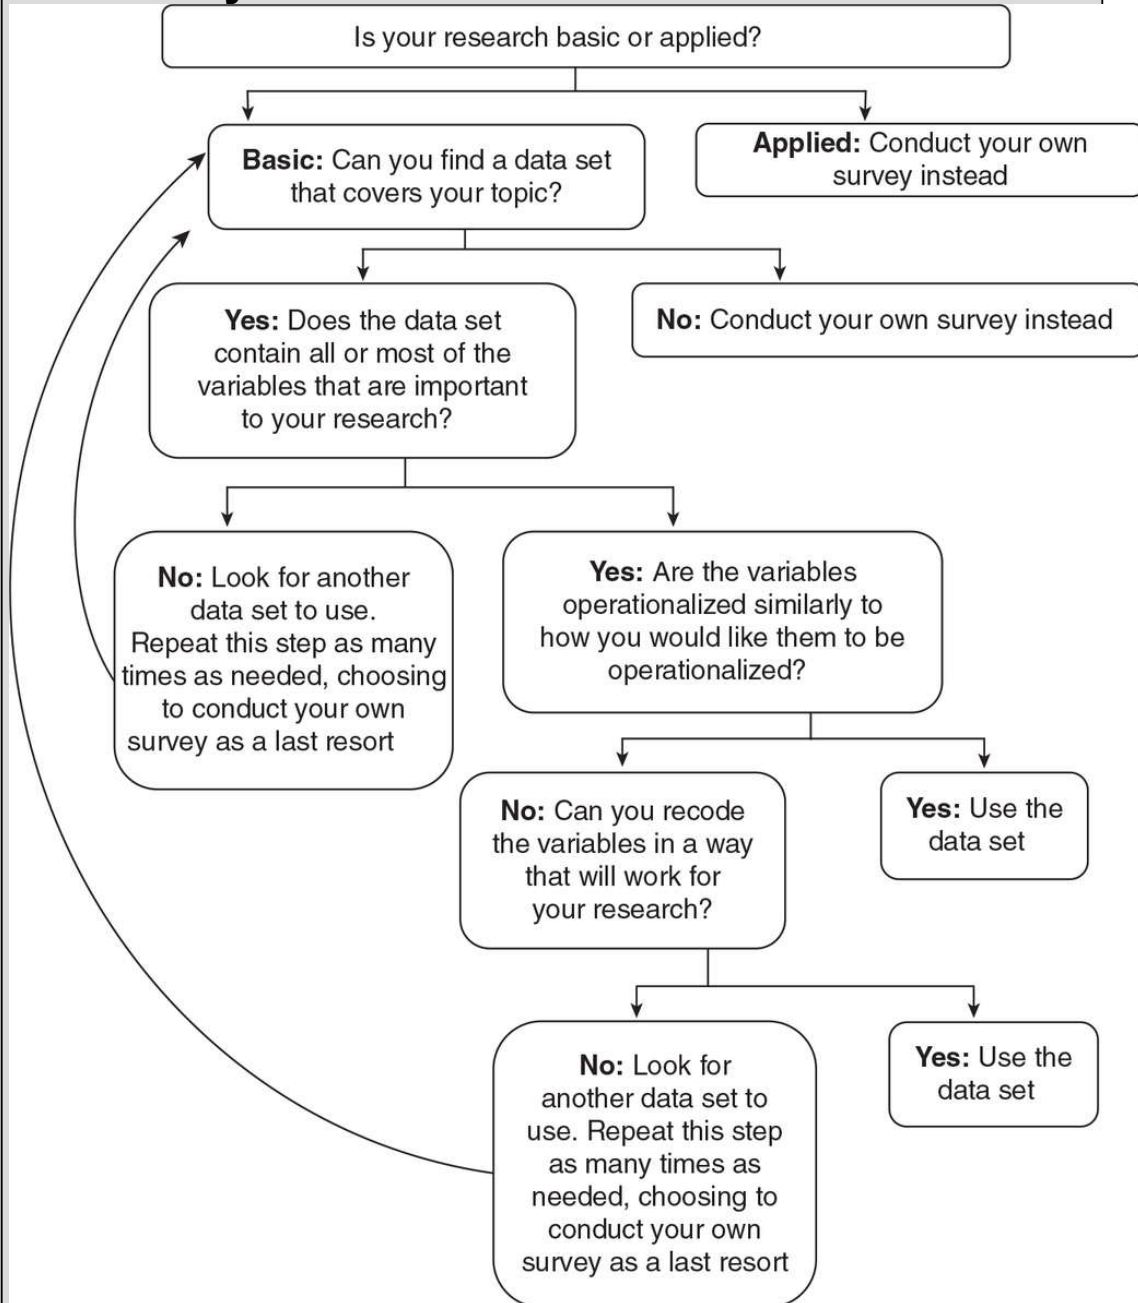 Is your research basic or applied?
Basic: Can you find a data set
that covers your topic?
Applied: Conduct your own
survey instead
Yes: Does the data set
contain all or most of the
variables that are important
to your research?
No: Conduct your own survey instead
No: Look for another
data set to use.
Repeat this step as many
times as needed, choosing
to conduct your own
survey as a last resort
Yes: Are the variables
operationalized similarly to
how you would like them to be
operationalized?
No: Can you recode
the variables in a way
that will work for
your research?
Yes: Use the
data set
No: Look for
another data set to
use. Repeat this step
as many times as
needed, choosing to
conduct your own
survey as a last resort
Yes: Use the
data set